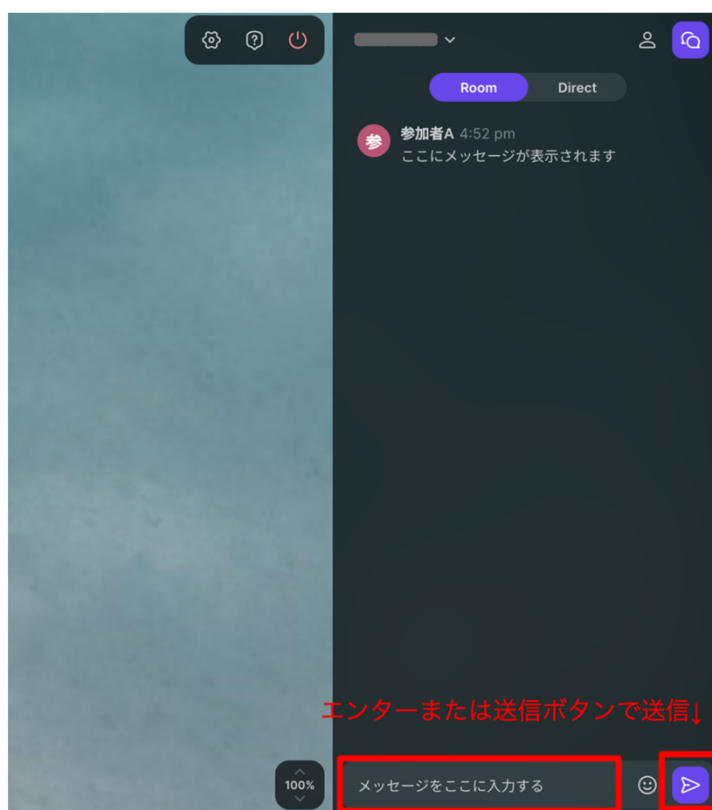 Room
Direct
参
参加者A 4:52 pm
ここにメッセージが表示されます
エンターまたは送信ボタンで送信↓
100%
メッセージをここに入力する